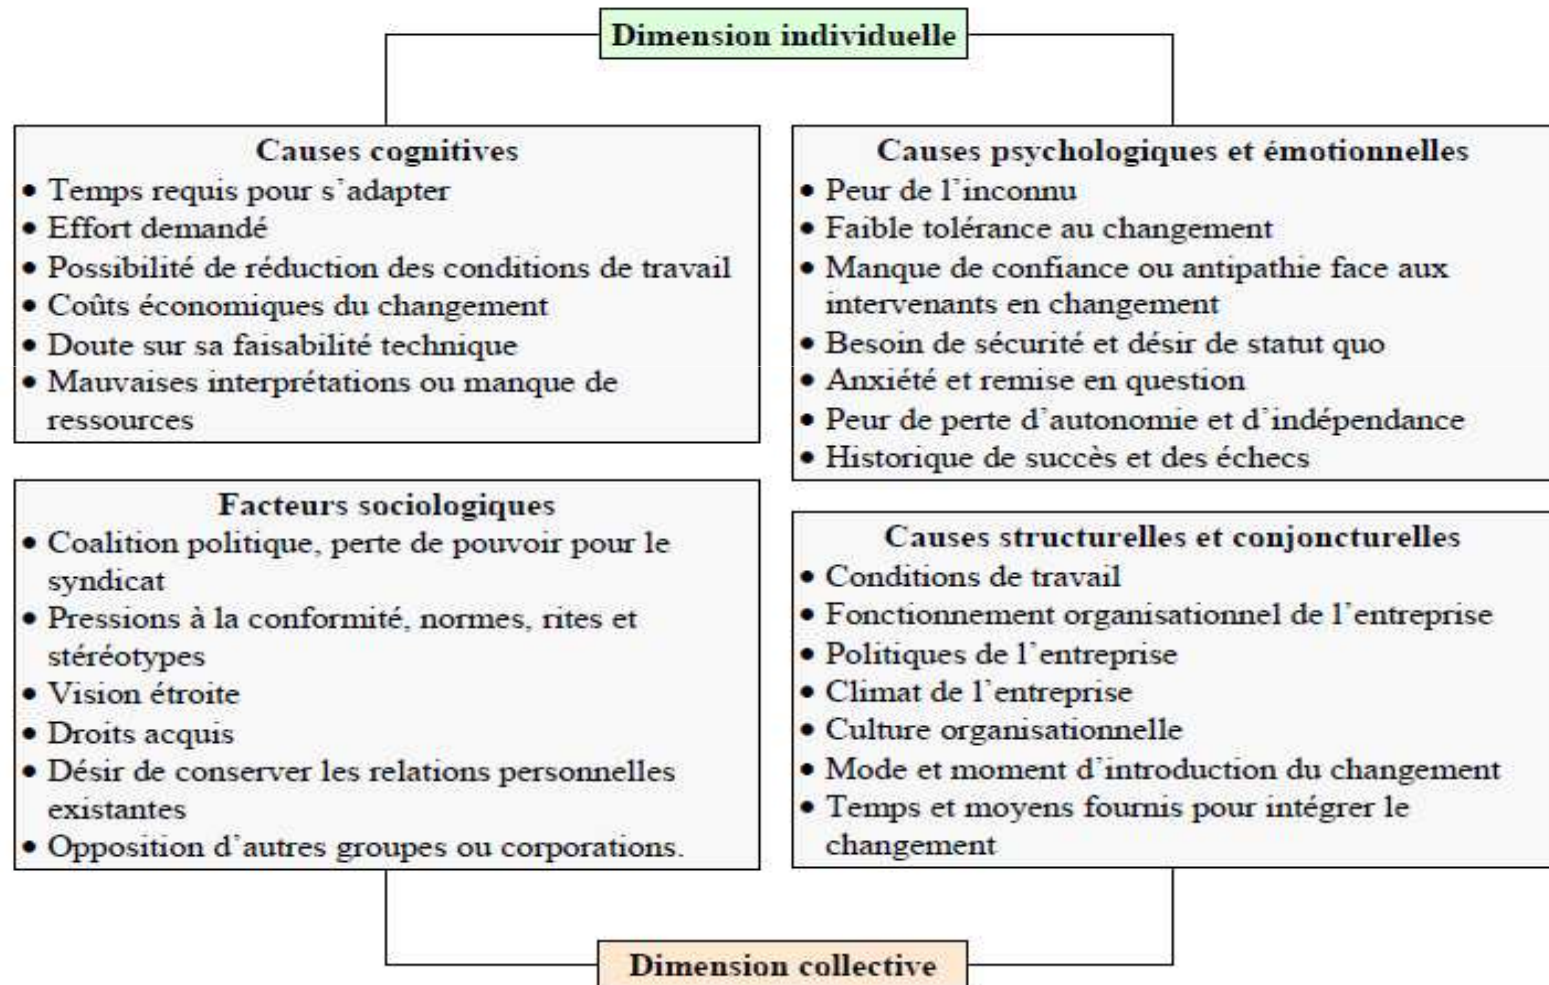 Dimension individuelle
Causes cognitives
• Temps requis pour s’adapter
• Effort demandé
• Possibilité de réduction des conditions de travail
• Coûts économiques du changement
• Doute sur sa faisabilité technique
• Mauvaises interprétations ou manque de
ressources
Causes psychologiques et émotionnelles
• Peur de l’inconnu
• Faible tolérance au changement
• Manque de confiance ou antipathie face aux
intervenants en changement
• Besoin de sécurité et désir de statut quo
• Anxiété et remise en question
• Peur de perte d’autonomie et d’indépendance
• Historique de succès et des échecs
Facteurs sociologiques
• Coalition politique, perte de pouvoir pour le
syndicat
• Pressions à la conformité, normes, rites et
stéréotypes
• Vision étroite
• Droits acquis
• Désir de conserver les relations personnelles
existantes
• Opposition d’autres groupes ou corporations.
Causes structurelles et conjoncturelles
• Conditions de travail
• Fonctionnement organisationnel de l’entreprise
• Politiques de l’entreprise
• Climat de l’entreprise
• Culture organisationnelle
• Mode et moment d’introduction du changement
• Temps et moyens fournis pour intégrer le
changement
Dimension collective